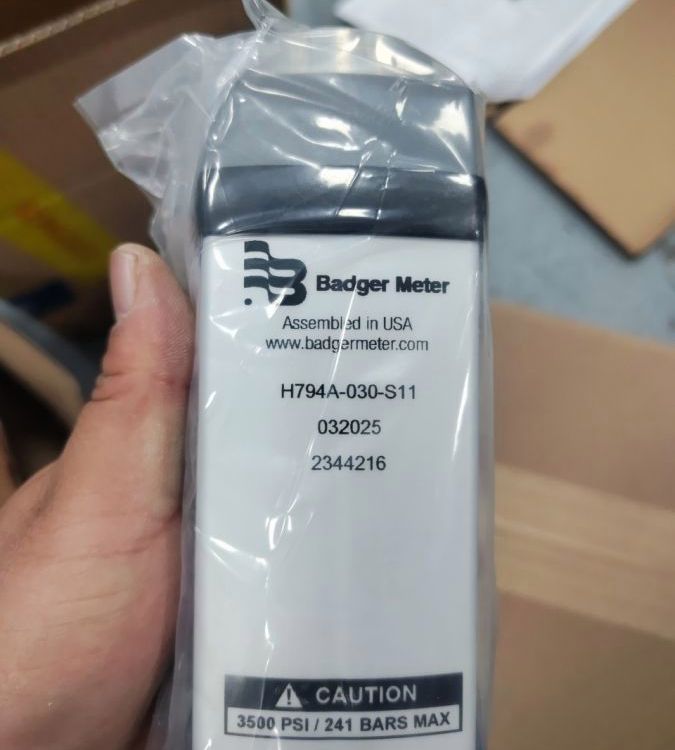 Badger Meter
Assembled in USA
www.badgermeter.com
H794A-030-S11
032025
2344216
CAUTION
3500 PSI / 241 BARS MAX